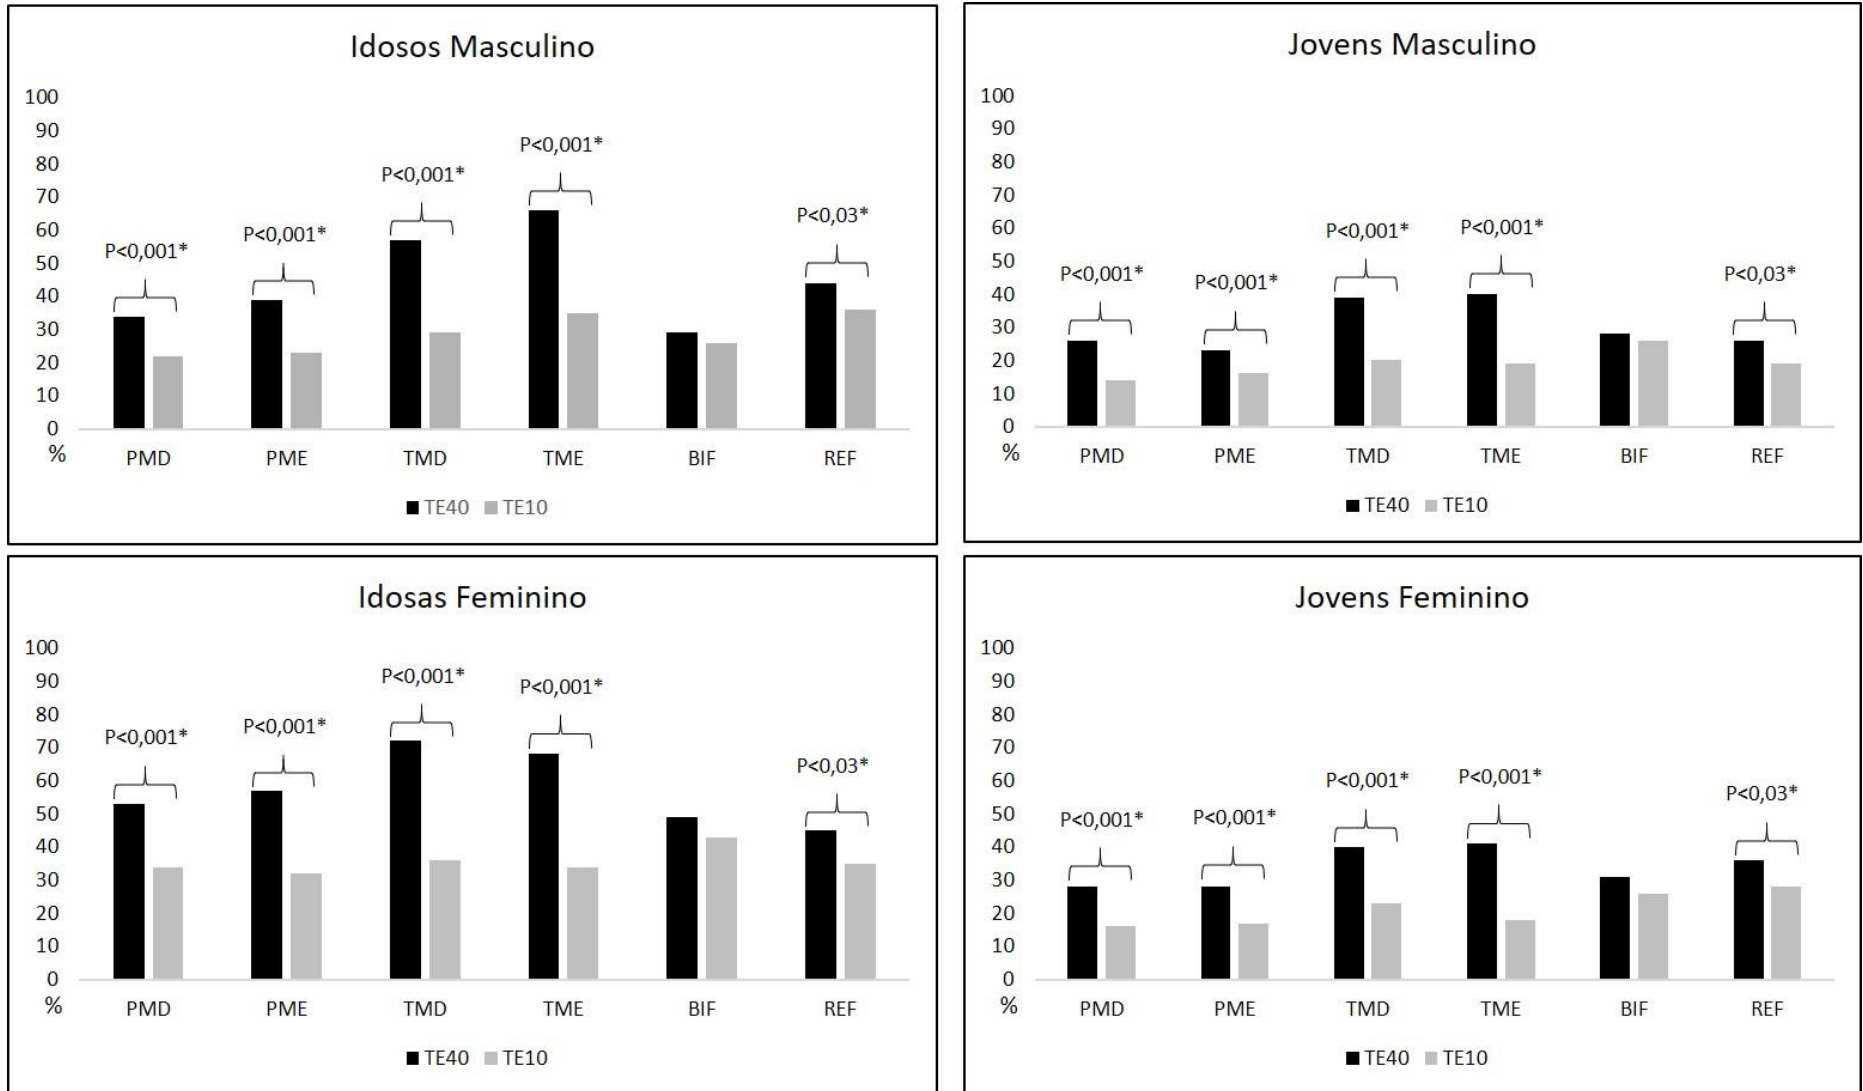 Idosos Masculino
100
90
80
70
60
50
40
30
20
10
0
%
P<0,001*
P<0,001*
P<0,001*
P<0,001*
P<0,03*
PMD PME TMD TME BIF REF
TE40 TE10
Jovens Masculino
100
90
80
70
60
50
40
30
20
10
0
%
P<0,001*
P<0,001*
P<0,001*
P<0,001*
P<0,03*
PMD PME TMD TME BIF REF
TE40 TE10
Idosas Feminino
100
90
80
70
60
50
40
30
20
10
0
%
P<0,001*
P<0,001*
P<0,001*
P<0,001*
P<0,03*
PMD PME TMD TME BIF REF
TE40 TE10
Jovens Feminino
100
90
80
70
60
50
40
30
20
10
0
%
P<0,001*
P<0,001*
P<0,001*
P<0,001*
P<0,03*
PMD PME TMD TME BIF REF
TE40 TE10